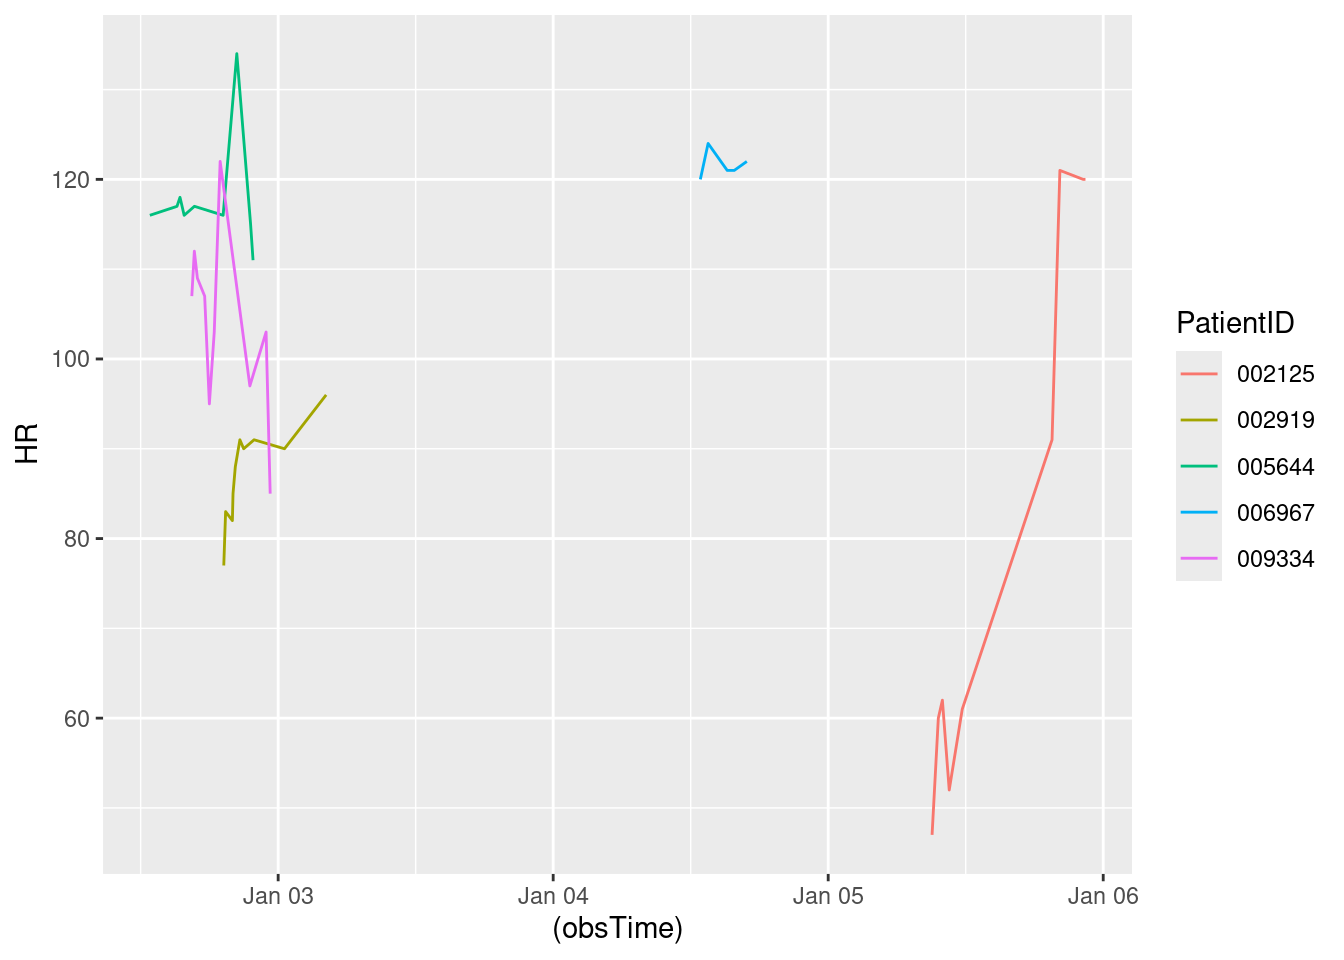 HR
120
100
80
60
Jan 03
Jan 04
Jan 05
Jan 06
(obsTime)
PatientID
002125
002919
005644
006967
009334